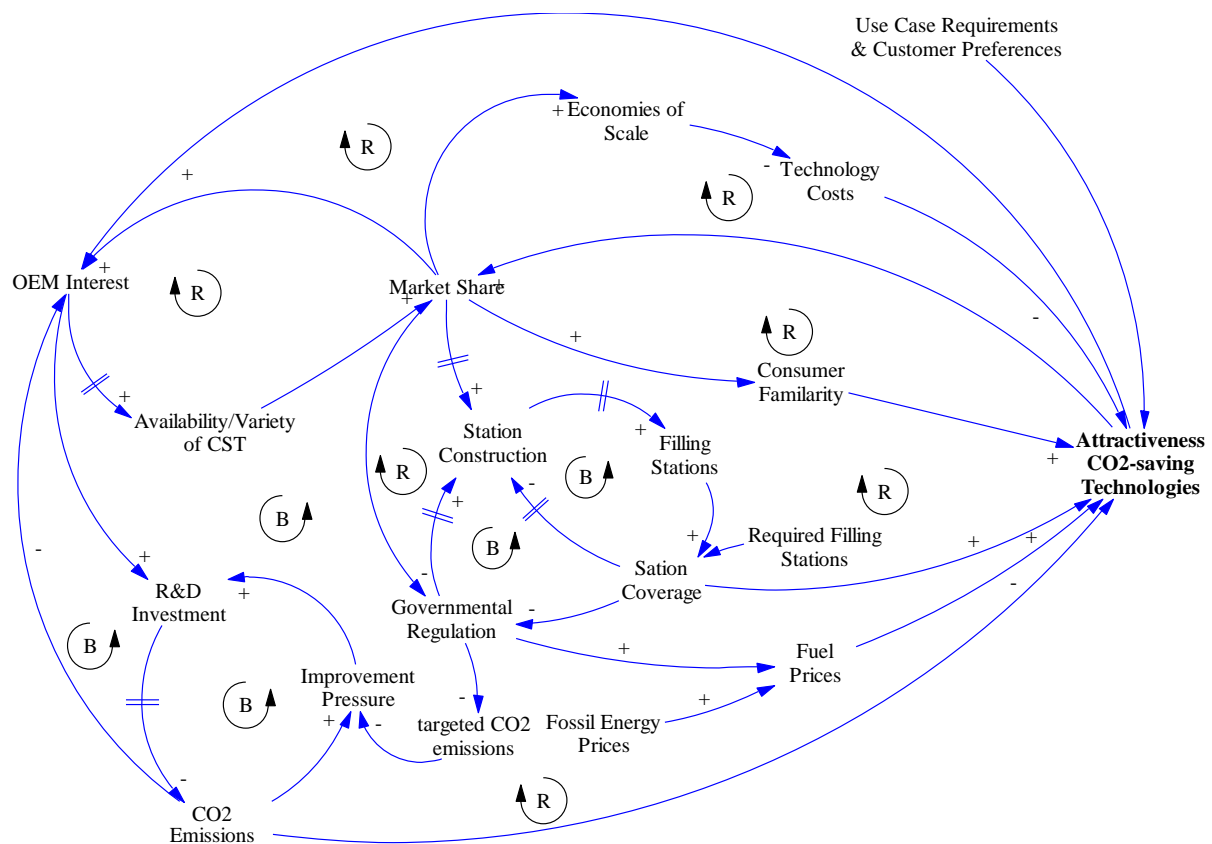 Use Case Requirements
& Customer Preferences
+ Economies of
Scale
R
+
R
- Technology
Costs
+
OEM Interest
R
Market Share
+
+
-
+
R
Consumer
Familarity
+
+
Availability/Variety
of CST
+
Station
Construction
+
Filling
Stations
Attractiveness
CO2-saving
Technologies
+
R
B
-
R
B
+
B
+
Required Filling
Stations
+
+
-
+
R&D
Investment
+
-
Governmental
Regulation
-
Sation
Coverage
-
B
+
Fuel
Prices
Improvement
Pressure
B
+
-
-
targeted CO2
emissions
Fossil Energy
Prices
+
-
CO2
Emissions
R